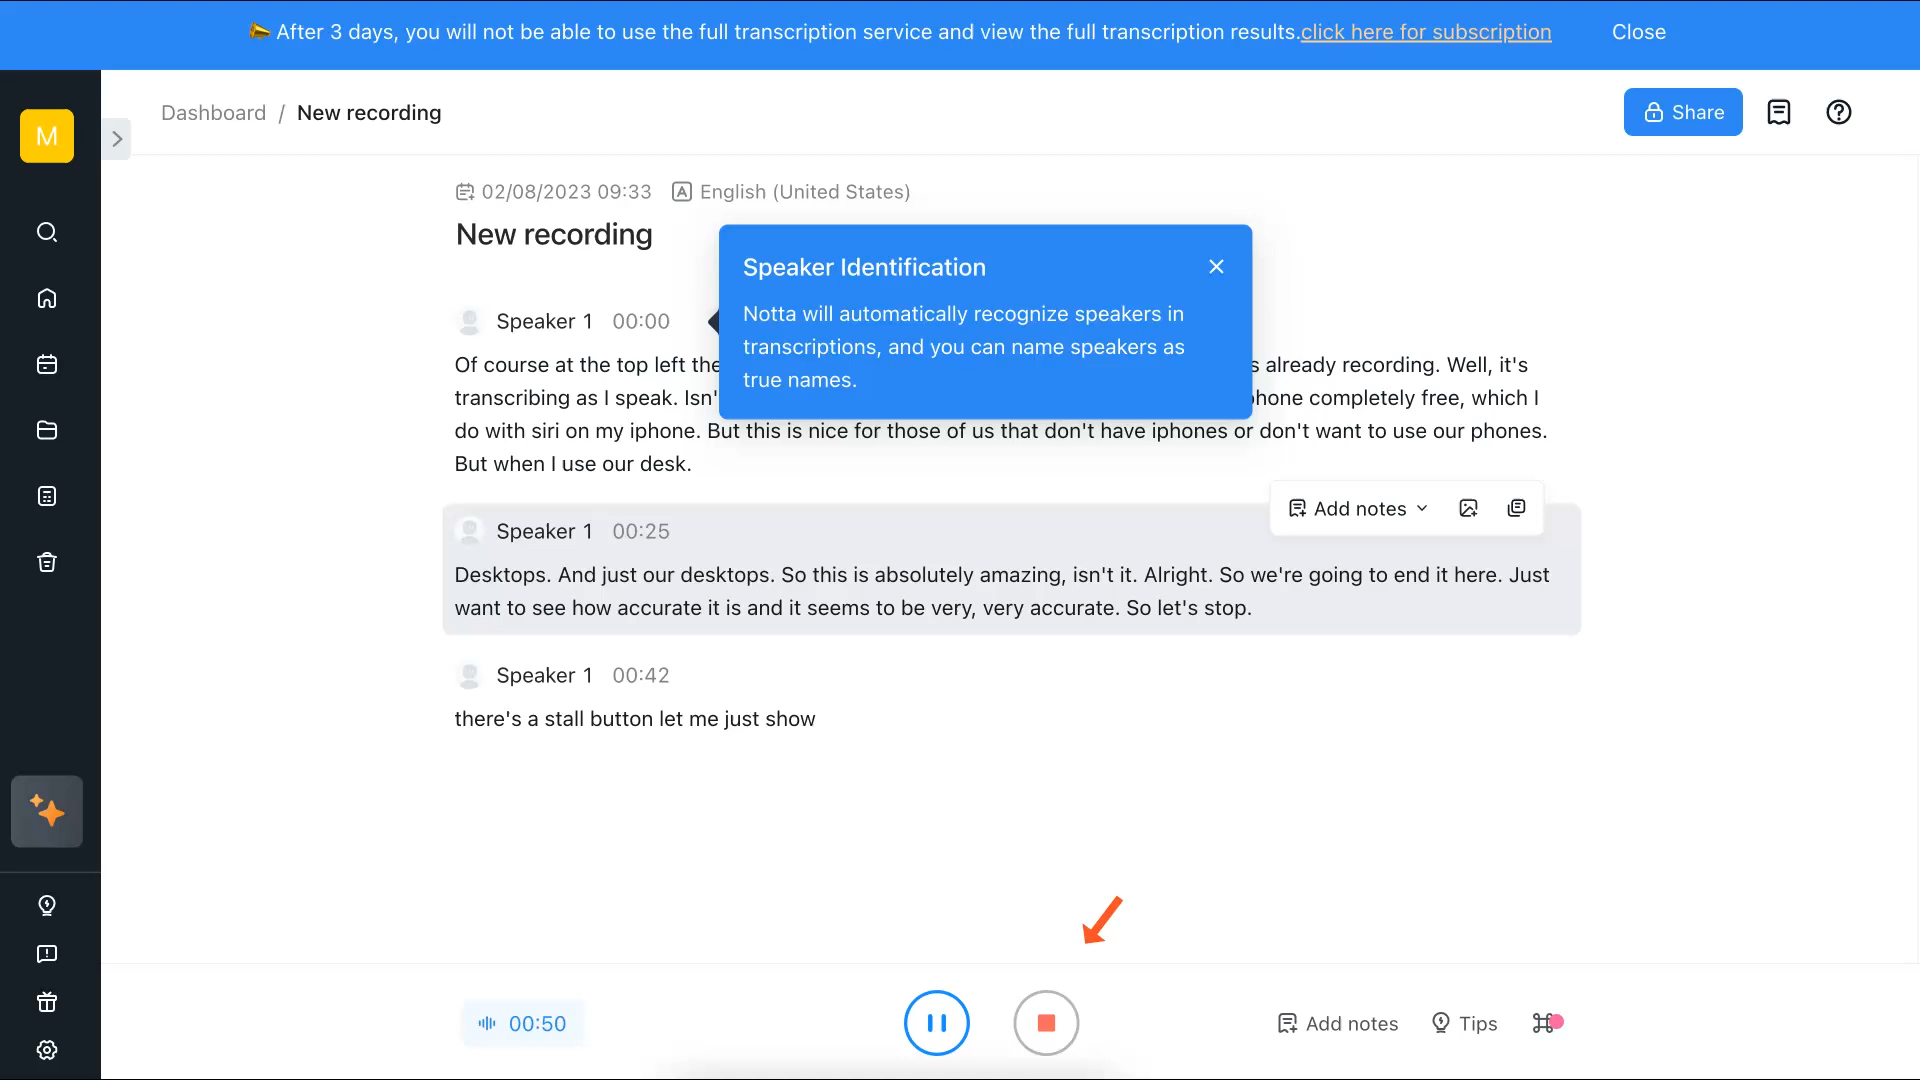 After 3 days, you will not be able to use the full transcription service and view the full transcription results.click here for subscription Close
M
Dashboard / New recording
Share
02/08/2023 09:33 English (United States)
New recording
Speaker Identification
Notta will automatically recognize speakers in
transcriptions, and you can name speakers as
true names.
Speaker 1 00:00
Of course at the top left the s already recording. Well, it's
transcribing as I speak. Isn' phone completely free, which I
do with siri on my iphone. But this is nice for those of us that don't have iphones or don't want to use our phones.
But when I use our desk.
Add notes
Speaker 1 00:25
Desktops. And just our desktops. So this is absolutely amazing, isn't it. Alright. So we're going to end it here. Just
want to see how accurate it is and it seems to be very, very accurate. So let's stop.
Speaker 1 00:42
there's a stall button let me just show
00:50
Add notes Tips